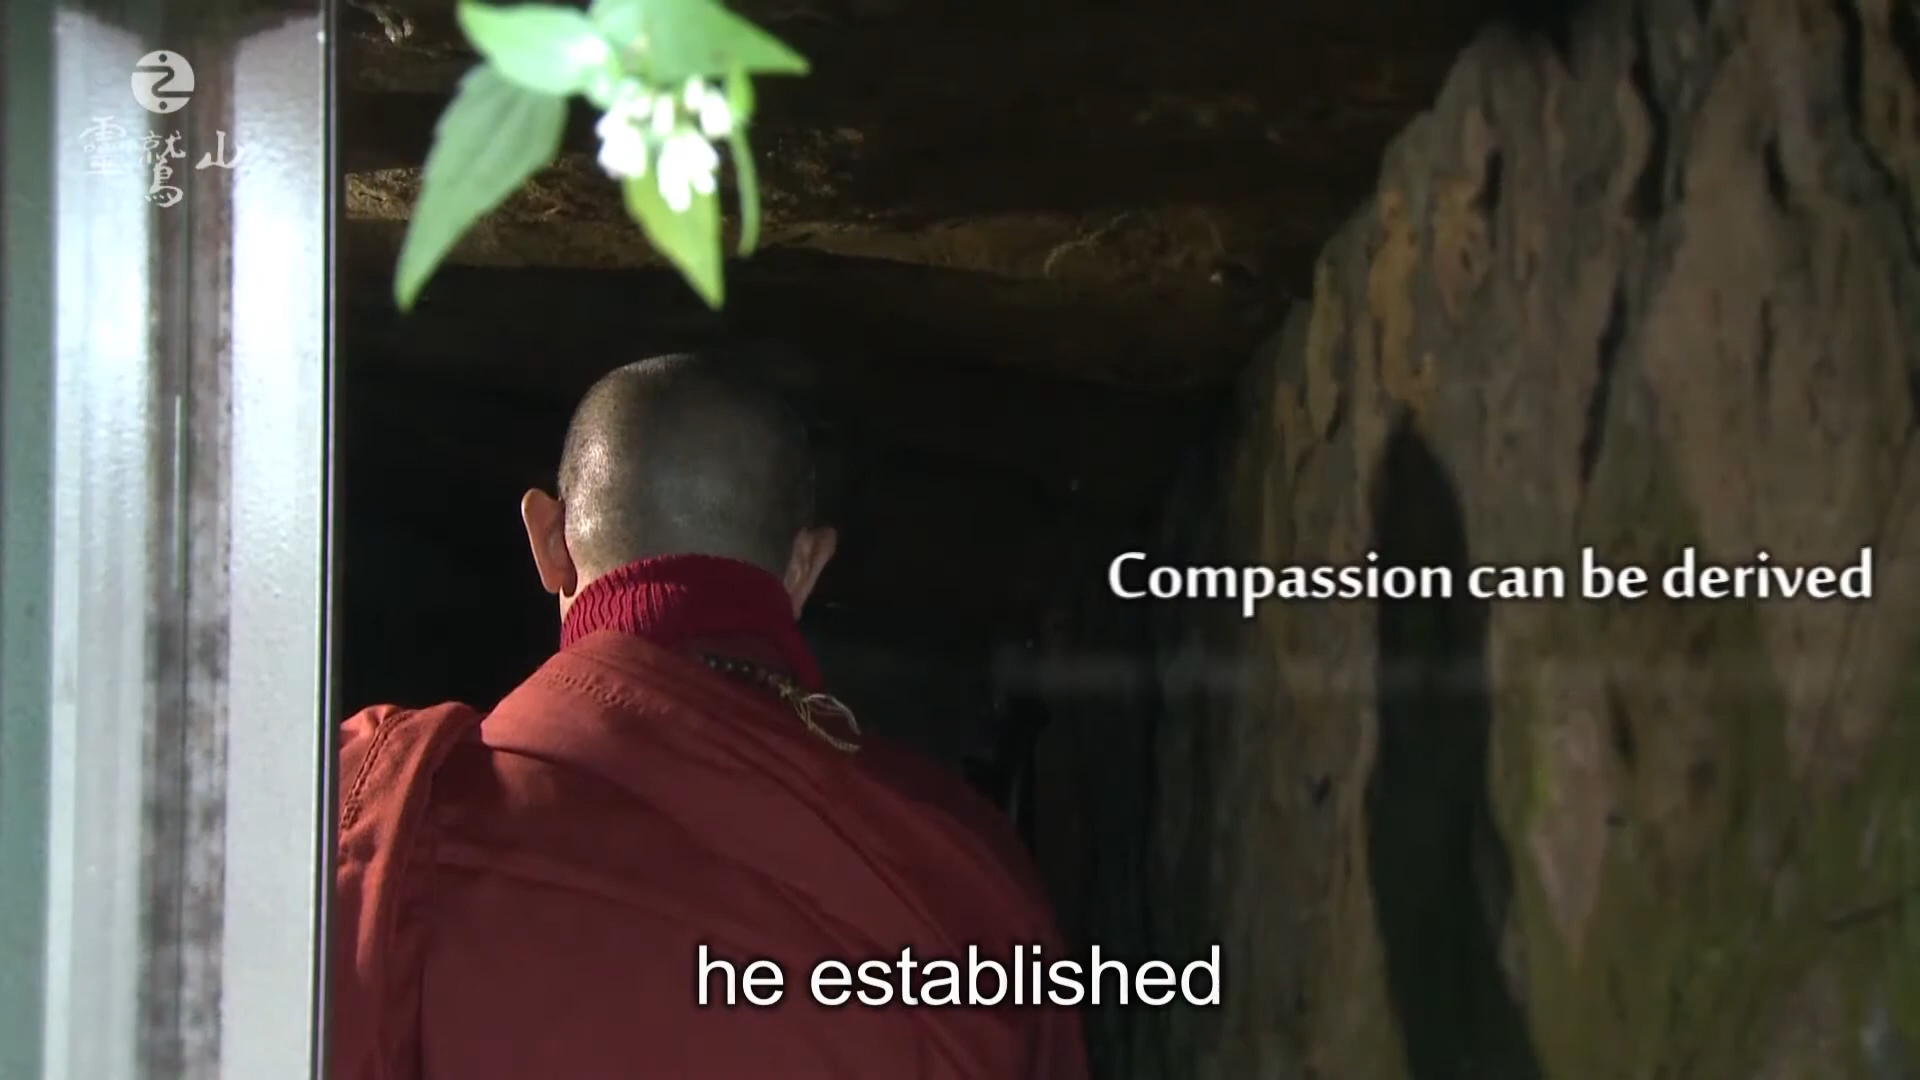 靈鷲山
Compassion can be derived
he established